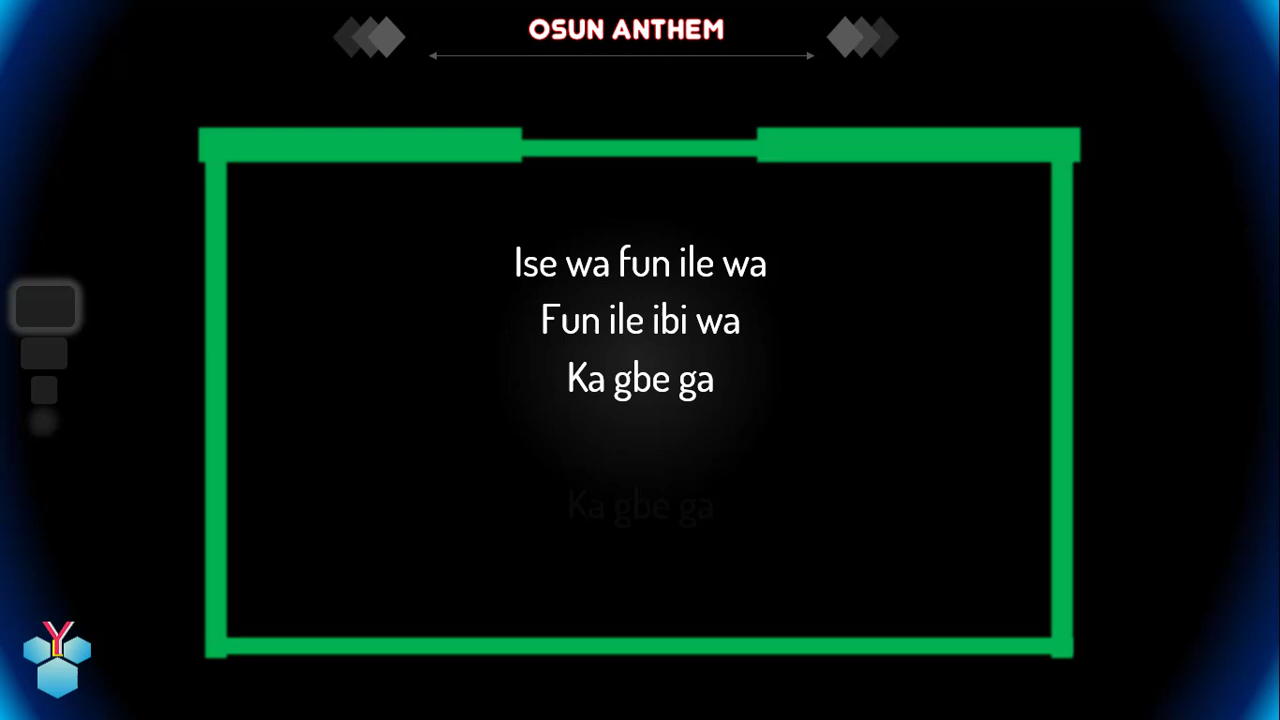 OSUN ANTHEM
Ise wa fun ile wa
Fun ile ibi wa
Ka gbe ga
Ka gbe ga